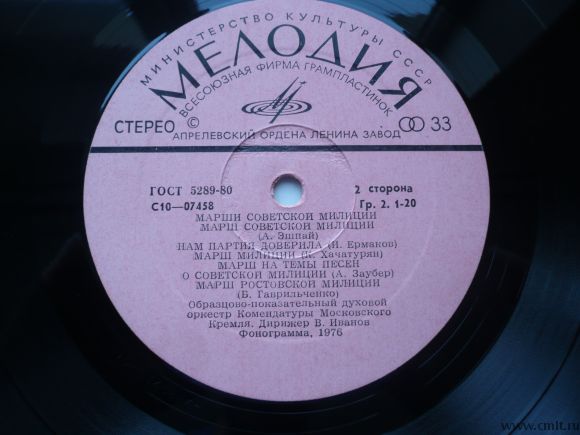 МИНИСТЕРСТВО КУЛЬТУРЫ СССР
МЕЛОДИЯ
ВСЕСОЮЗНАЯ ФИРМА ГРАМПЛАСТИНОК
СТЕРЕО © 33
АПРЕЛЕВСКИЙ ОРДЕНА ЛЕНИНА ЗАВОД
ГОСТ 5289-80 2 сторона
С10—07458 Гр. 2. 1-20
МАРШИ СОВЕТСКОЙ МИЛИЦИИ
МАРШ СОВЕТСКОЙ МИЛИЦИИ
(А. Эшпай)
НАМ ПАРТИЯ ДОВЕРИЛА (И. Ермаков)
МАРШ МИЛИЦИИ (К. Хачатурян)
МАРШ НА ТЕМЫ ПЕСЕН
О СОВЕТСКОЙ МИЛИЦИИ (А. Заубер)
МАРШ РОСТОВСКОЙ МИЛИЦИИ
(Б. Гаврильченко)
Образцово-показательный духовой
оркестр Комендатуры Московского
Кремля. Дирижер В. Иванов
Фонограмма, 1976
www.cmlt.ru